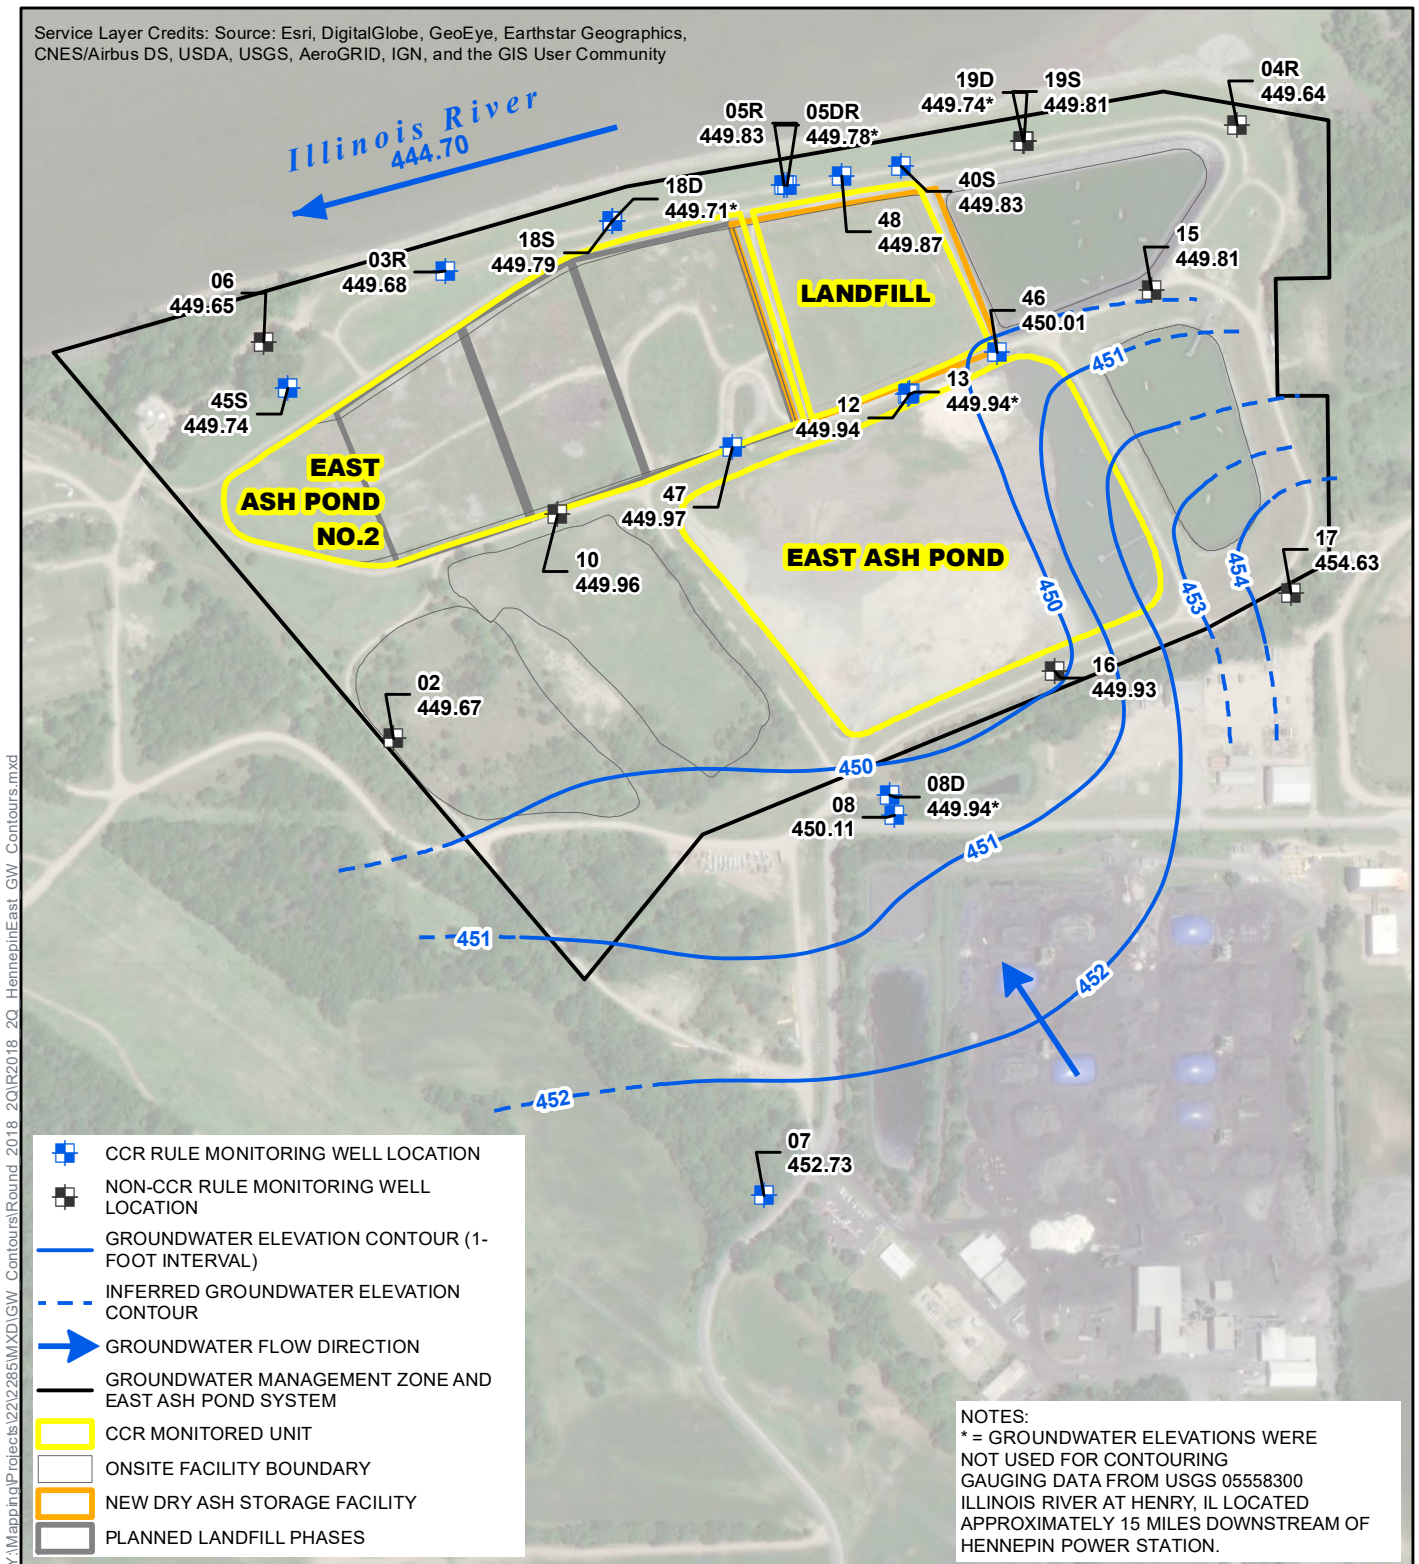 Service Layer Credits: Source: Esri, DigitalGlobe, GeoEye, Earthstar Geographics,
CNES/Airbus DS, USDA, USGS, AeroGRID, IGN, and the GIS User Community
Illinois River
444.70
04R
449.64
19D
449.74*
19S
449.81
05R
449.83
05DR
449.78*
40S
449.83
48
449.87
18D
449.71*
18S
449.79
03R
449.68
06
449.65
15
449.81
LANDFILL
46
450.01
451
45S
449.74
13
449.94*
12
449.94
EAST
ASH POND
NO.2
47
449.97
EAST ASH POND
10
449.96
17
454.63
450
453
454
16
449.93
02
449.67
450
08D
449.94*
08
450.11
451
451
452
452
07
452.73
CCR RULE MONITORING WELL LOCATION
NON-CCR RULE MONITORING WELL
LOCATION
GROUNDWATER ELEVATION CONTOUR (1-
FOOT INTERVAL)
INFERRED GROUNDWATER ELEVATION
CONTOUR
GROUNDWATER FLOW DIRECTION
GROUNDWATER MANAGEMENT ZONE AND
EAST ASH POND SYSTEM
CCR MONITORED UNIT
ONSITE FACILITY BOUNDARY
NEW DRY ASH STORAGE FACILITY
PLANNED LANDFILL PHASES
NOTES:
* = GROUNDWATER ELEVATIONS WERE
NOT USED FOR CONTOURING
GAUGING DATA FROM USGS 05558300
ILLINOIS RIVER AT HENRY, IL LOCATED
APPROXIMATELY 15 MILES DOWNSTREAM OF
HENNEPIN POWER STATION.
Y:\Mapping\Projects\22\2285\MXD\GW_Contours\Round_2018_2Q\R2018_2Q_HennepinEast_GW_Contours.mxd